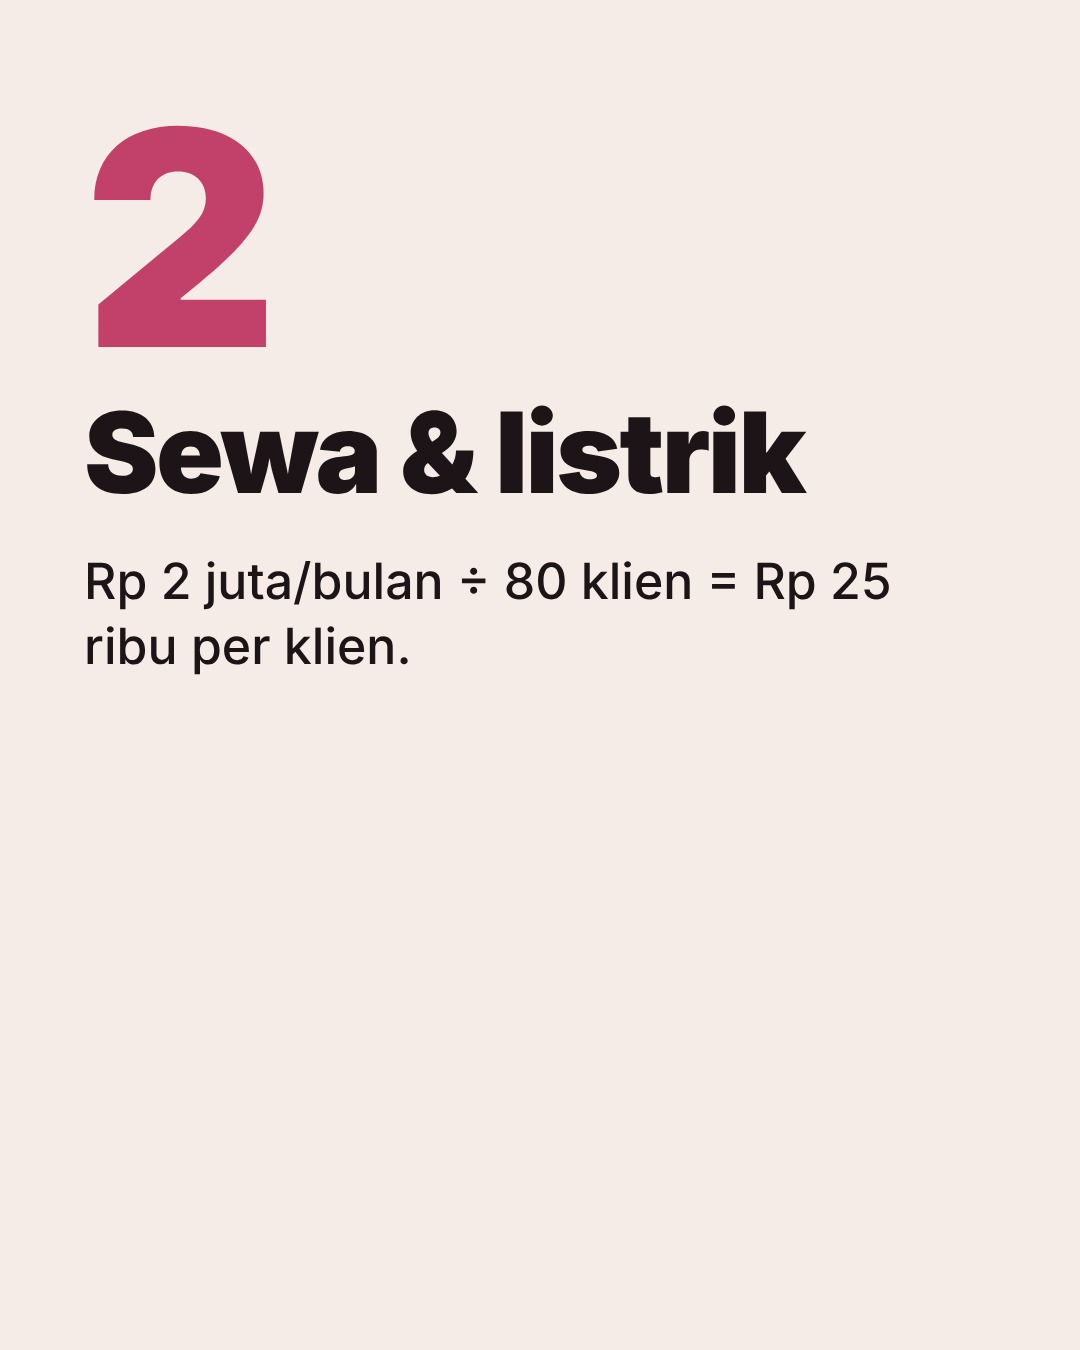 2
Sewa & listrik
Rp 2 juta/bulan ÷ 80 klien = Rp 25
ribu per klien.